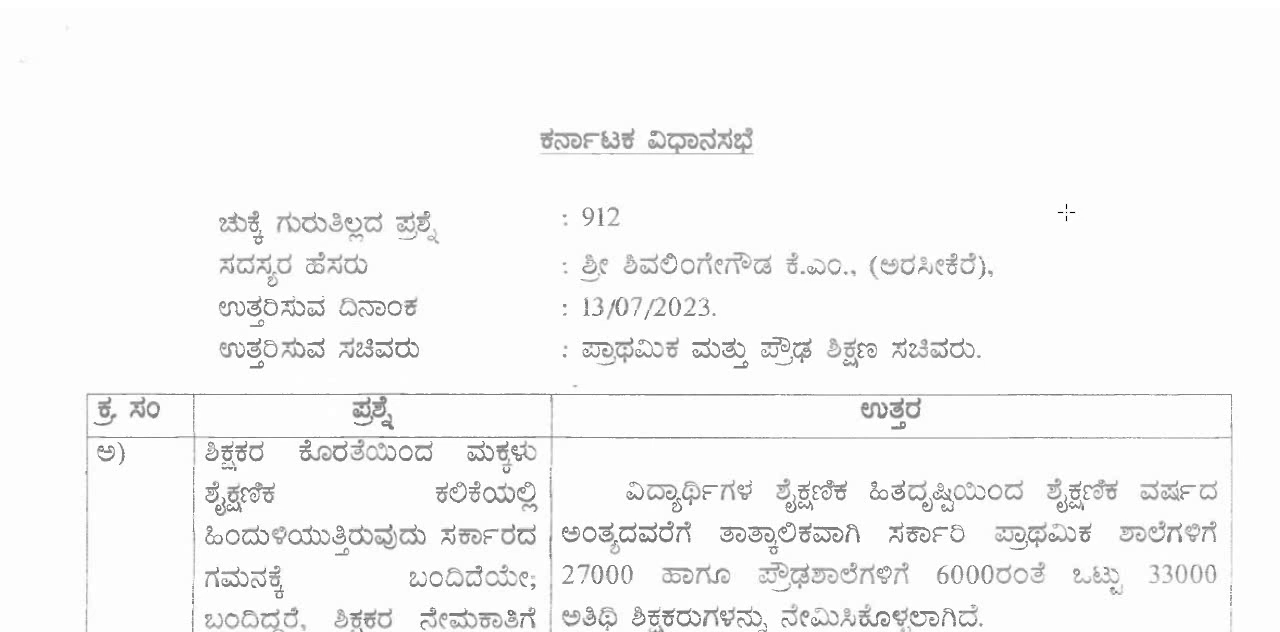 ಕರ್ನಾಟಕ ವಿಧಾನಸಭೆ
ಚುಕ್ಕೆ ಗುರುತಿಲ್ಲದ ಪ್ರಶ್ನೆ : 912
ಸದಸ್ಯರ ಹೆಸರು : ಶ್ರೀ ಶಿವಲಿಂಗೇಗೌಡ ಕೆ.ಎಂ., (ಅರಸೀಕೆರೆ),
ಉತ್ತರಿಸುವ ದಿನಾಂಕ : 13/07/2023.
ಉತ್ತರಿಸುವ ಸಚಿವರು : ಪ್ರಾಥಮಿಕ ಮತ್ತು ಪ್ರೌಢ ಶಿಕ್ಷಣ ಸಚಿವರು.
ಕ್ರ. ಸಂ ಪ್ರಶ್ನೆ ಉತ್ತರ
ಅ)
ಶಿಕ್ಷಕರ ಕೊರತೆಯಿಂದ ಮಕ್ಕಳು
ಶೈಕ್ಷಣಿಕ ಕಲಿಕೆಯಲ್ಲಿ
ಹಿಂದುಳಿಯುತ್ತಿರುವುದು ಸರ್ಕಾರದ
ಗಮನಕ್ಕೆ ಬಂದಿದೆಯೇ;
ಬಂದಿದ್ದರೆ, ಶಿಕ್ಷಕರ ನೇಮಕಾತಿಗೆ
ವಿದ್ಯಾರ್ಥಿಗಳ ಶೈಕ್ಷಣಿಕ ಹಿತದೃಷ್ಟಿಯಿಂದ ಶೈಕ್ಷಣಿಕ ವರ್ಷದ
ಅಂತ್ಯದವರೆಗೆ ತಾತ್ಕಾಲಿಕವಾಗಿ ಸರ್ಕಾರಿ ಪ್ರಾಥಮಿಕ ಶಾಲೆಗಳಿಗೆ
27000 ಹಾಗೂ ಪ್ರೌಢಶಾಲೆಗಳಿಗೆ 6000ರಂತೆ ಒಟ್ಟು 33000
ಅತಿಥಿ ಶಿಕ್ಷಕರುಗಳನ್ನು ನೇಮಿಸಿಕೊಳ್ಳಲಾಗಿದೆ.